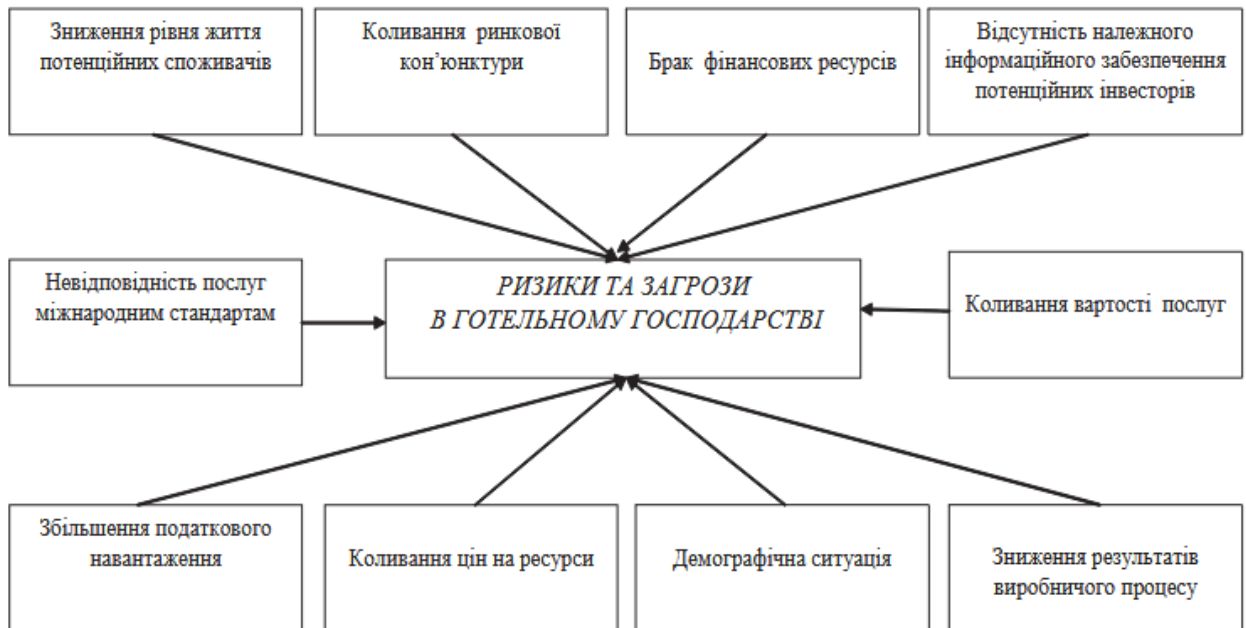 Зниження рівня життя
потенційних споживачів
Коливання ринкової
кон’юнктури
Брак фінансових ресурсів
Відсутність належного
інформаційного забезпечення
потенційних інвесторів
Невідповідність послуг
міжнародним стандартам
РИЗИКИ ТА ЗАГРОЗИ
В ГОТЕЛЬНОМУ ГОСПОДАРСТВІ
Коливання вартості послуг
Збільшення податкового
навантаження
Коливання цін на ресурси
Демографічна ситуація
Зниження результатів
виробничого процесу